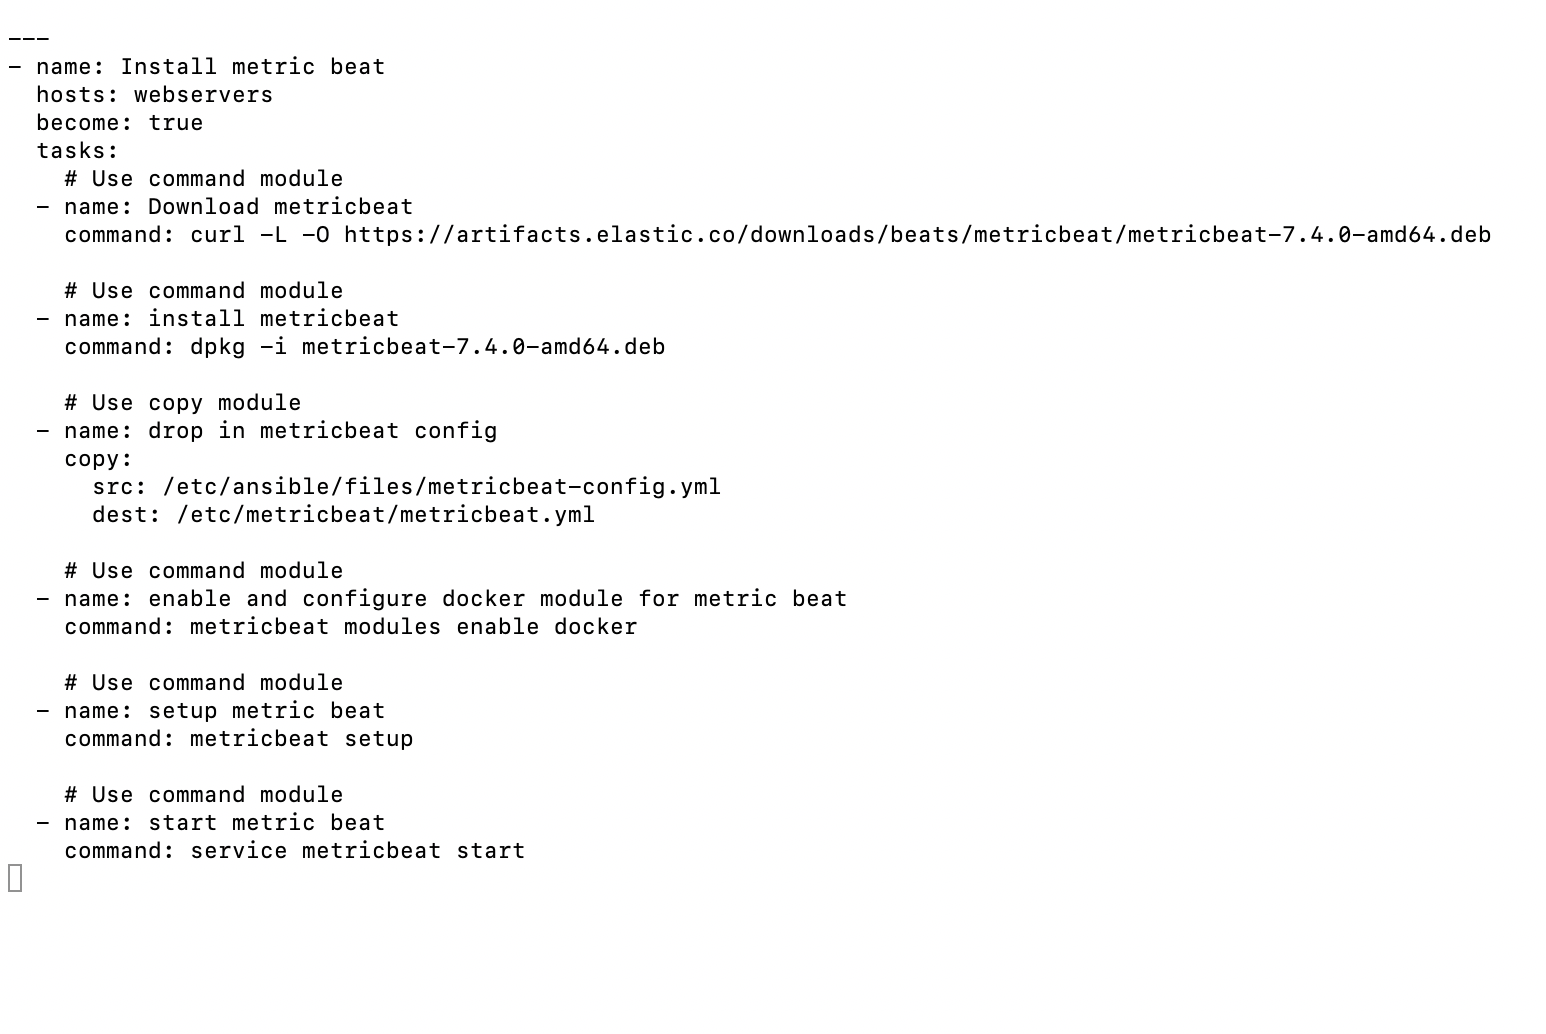 ---
- name: Install metric beat
  hosts: webservers
  become: true
  tasks:
    # Use command module
  - name: Download metricbeat
    command: curl -L -O https://artifacts.elastic.co/downloads/beats/metricbeat/metricbeat-7.4.0-amd64.deb

    # Use command module
  - name: install metricbeat
    command: dpkg -i metricbeat-7.4.0-amd64.deb

    # Use copy module
  - name: drop in metricbeat config
    copy:
      src: /etc/ansible/files/metricbeat-config.yml
      dest: /etc/metricbeat/metricbeat.yml

    # Use command module
  - name: enable and configure docker module for metric beat
    command: metricbeat modules enable docker

    # Use command module
  - name: setup metric beat
    command: metricbeat setup

    # Use command module
  - name: start metric beat
    command: service metricbeat start